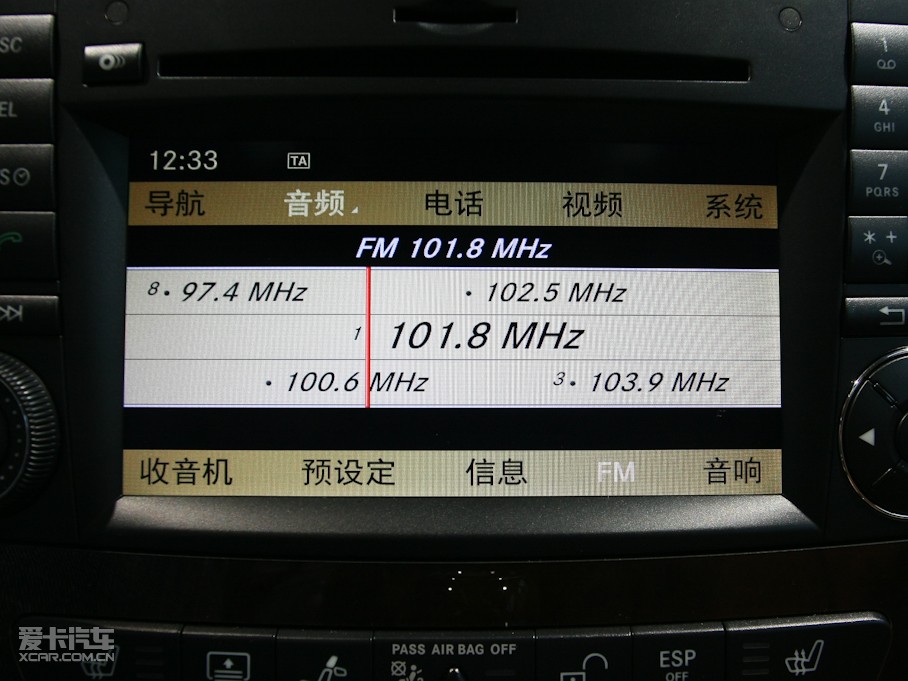 12:33 TA
导航 音频 电话 视频 系统
FM 101.8 MHz
8 · 97.4 MHz · 102.5 MHz
1 101.8 MHz
· 100.6 MHz 3 · 103.9 MHz
收音机 预设定 信息 FM 音响
SC
EL
S
1
4
GHI
7
PQRS
* +
PASS AIR BAG OFF
ESP
OFF
爱卡汽车
XCAR.COM.CN